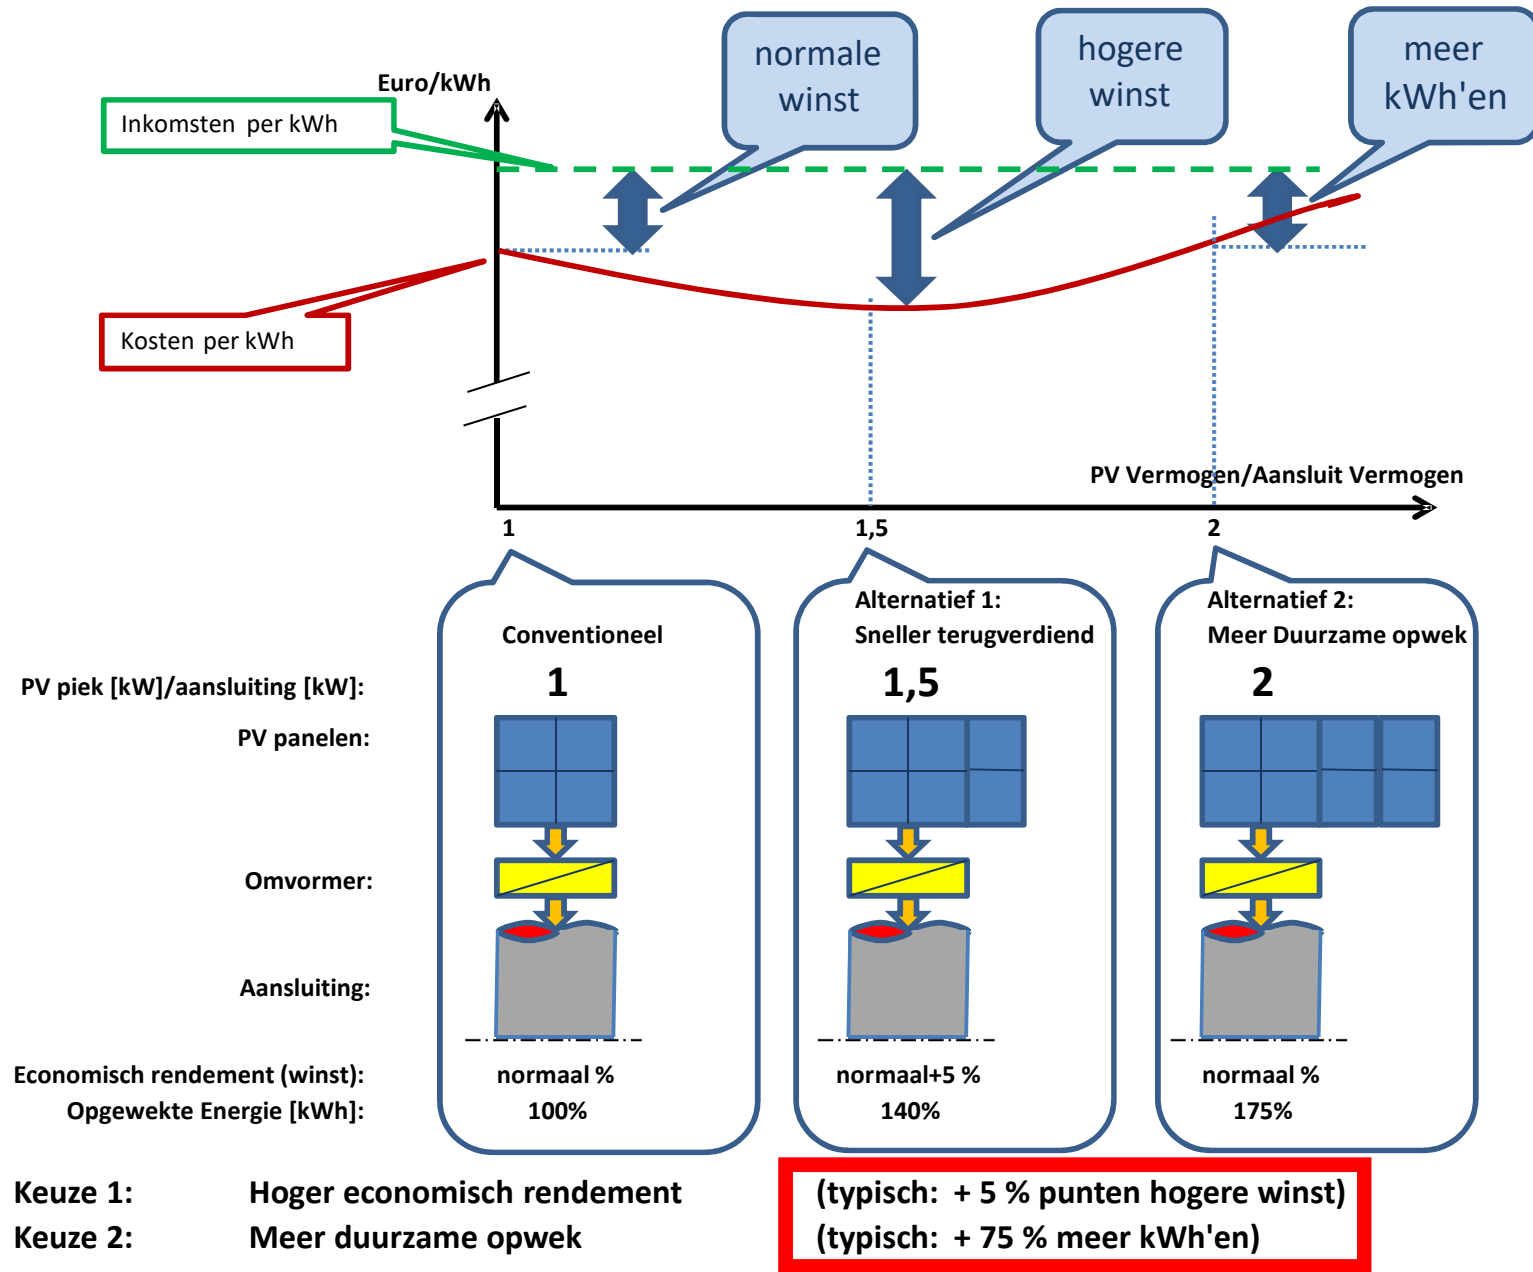 normale
winst
hogere
winst
meer
kWh'en
Euro/kWh
Inkomsten per kWh
Kosten per kWh
PV Vermogen/Aansluit Vermogen
1
1,5
2
Conventioneel
Alternatief 1:
Sneller terugverdiend
Alternatief 2:
Meer Duurzame opwek
PV piek [kW]/aansluiting [kW]:
1
1,5
2
PV panelen:
Omvormer:
Aansluiting:
Economisch rendement (winst):
normaal %
normaal+5 %
normaal %
Opgewekte Energie [kWh]:
100%
140%
175%
Keuze 1: Hoger economisch rendement (typisch: + 5 % punten hogere winst)
Keuze 2: Meer duurzame opwek (typisch: + 75 % meer kWh'en)